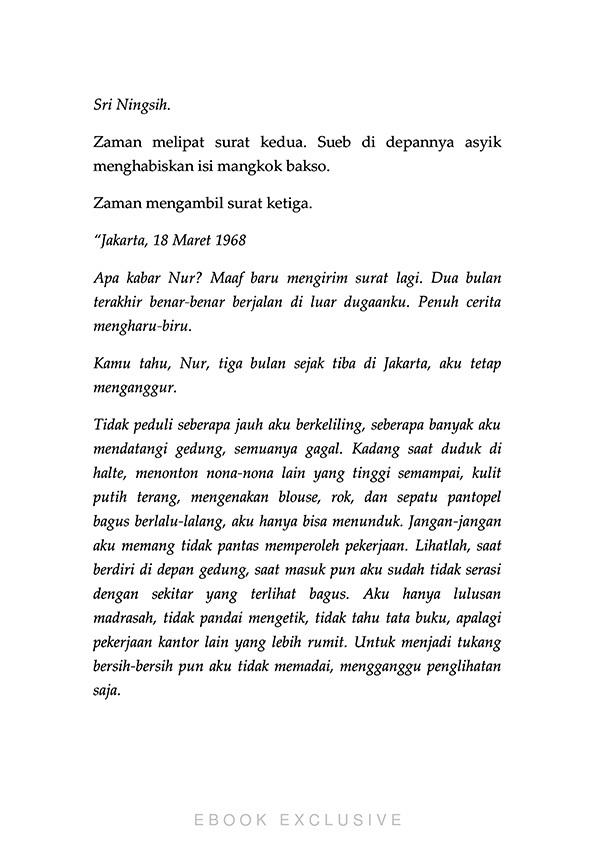 Sri Ningsih.
Zaman melipat surat kedua. Sueb di depannya asyik
menghabiskan isi mangkok bakso.
Zaman mengambil surat ketiga.
“Jakarta, 18 Maret 1968
Apa kabar Nur? Maaf baru mengirim surat lagi. Dua bulan
terakhir benar-benar berjalan di luar dugaanku. Penuh cerita
mengharu-biru.
Kamu tahu, Nur, tiga bulan sejak tiba di Jakarta, aku tetap
menganggur.
Tidak peduli seberapa jauh aku berkeliling, seberapa banyak aku
mendatangi gedung, semuanya gagal. Kadang saat duduk di
halte, menonton nona-nona lain yang tinggi semampai, kulit
putih terang, mengenakan blouse, rok, dan sepatu pantopel
bagus berlalu-lalang, aku hanya bisa menunduk. Jangan-jangan
aku memang tidak pantas memperoleh pekerjaan. Lihatlah, saat
berdiri di depan gedung, saat masuk pun aku sudah tidak serasi
dengan sekitar yang terlihat bagus. Aku hanya lulusan
madrasah, tidak pandai mengetik, tidak tahu tata buku, apalagi
pekerjaan kantor lain yang lebih rumit. Untuk menjadi tukang
bersih-bersih pun aku tidak memadai, mengganggu penglihatan
saja.
EBOOK EXCLUSIVE